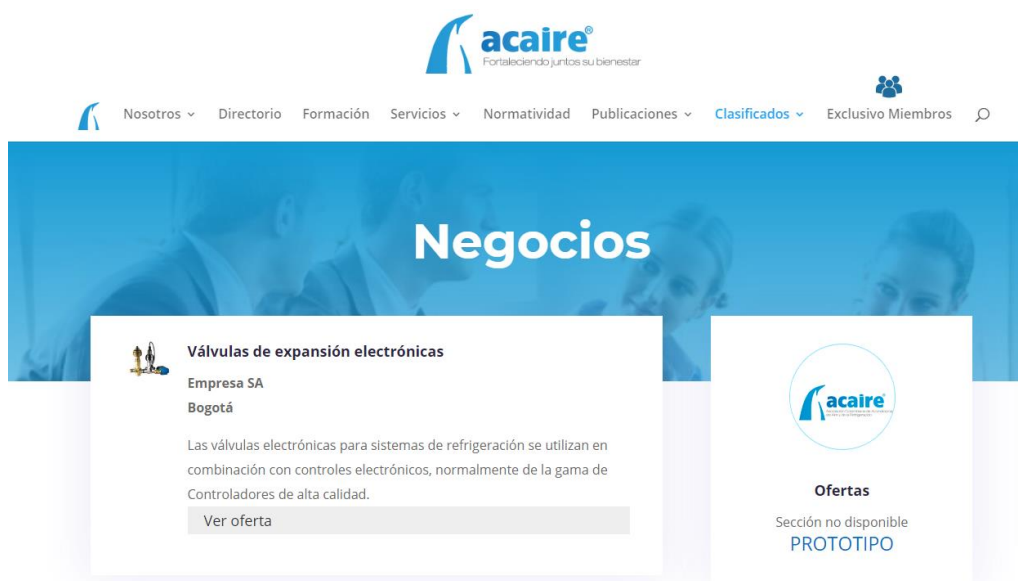 acaire®
Fortaleciendo juntos su bienestar
Nosotros Directorio Formación Servicios Normatividad Publicaciones Clasificados Exclusivo Miembros
Negocios
Válvulas de expansión electrónicas
Empresa SA
Bogotá
Las válvulas electrónicas para sistemas de refrigeración se utilizan en
combinación con controles electrónicos, normalmente de la gama de
Controladores de alta calidad.
Ver oferta
acaire
Ofertas
Sección no disponible
PROTOTIPO